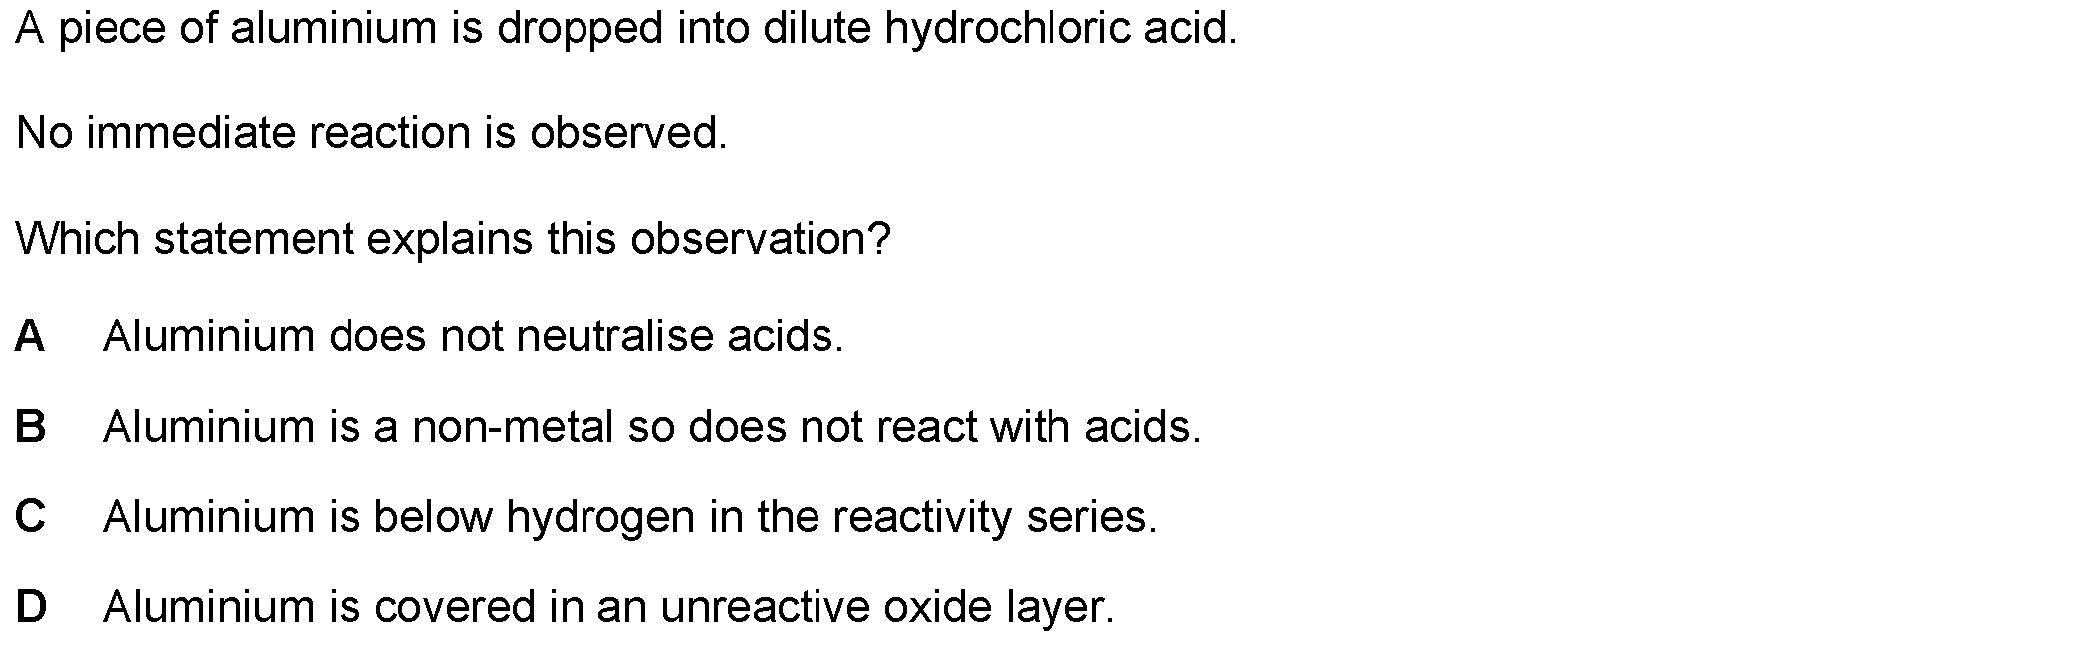 A piece of aluminium is dropped into dilute hydrochloric acid.
No immediate reaction is observed.
Which statement explains this observation?
A Aluminium does not neutralise acids.
B Aluminium is a non-metal so does not react with acids.
C Aluminium is below hydrogen in the reactivity series.
D Aluminium is covered in an unreactive oxide layer.